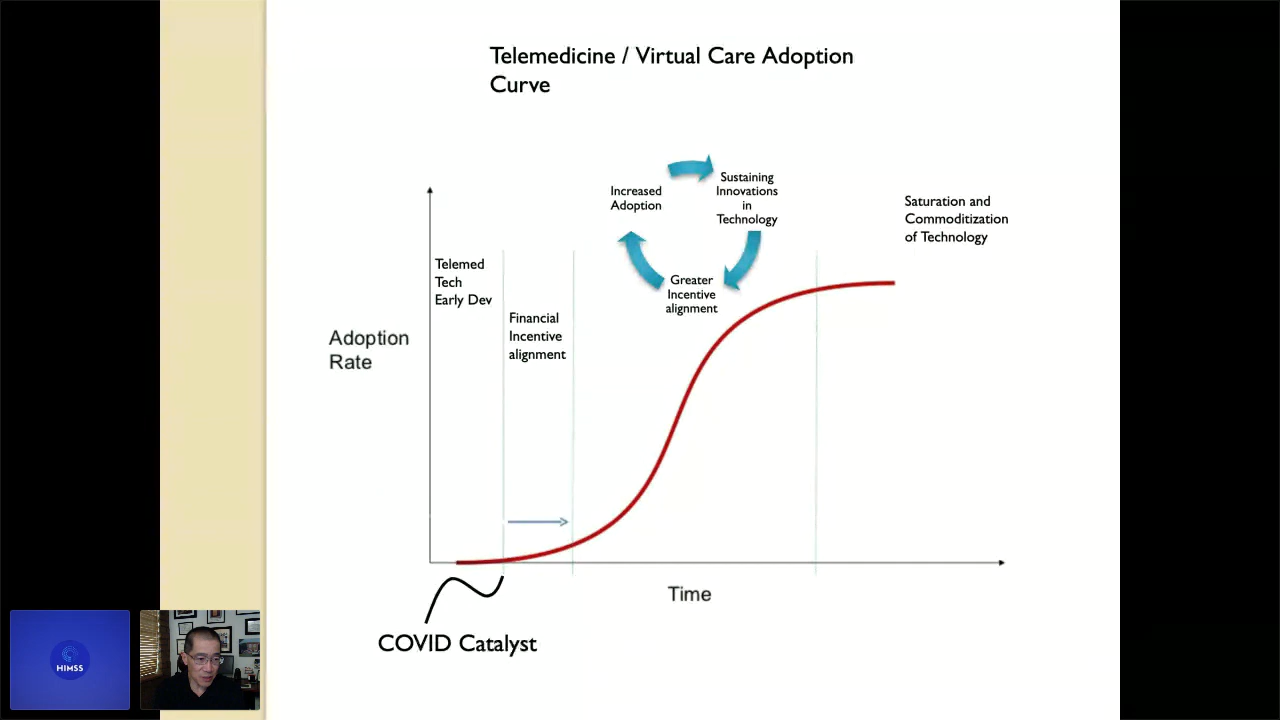 Telemedicine / Virtual Care Adoption
Curve
Increased
Adoption
Sustaining
Innovations
in
Technology
Greater
Incentive
alignment
Saturation and
Commoditization
of Technology
Telemed
Tech
Early Dev
Financial
Incentive
alignment
Adoption
Rate
Time
COVID Catalyst
HIMSS